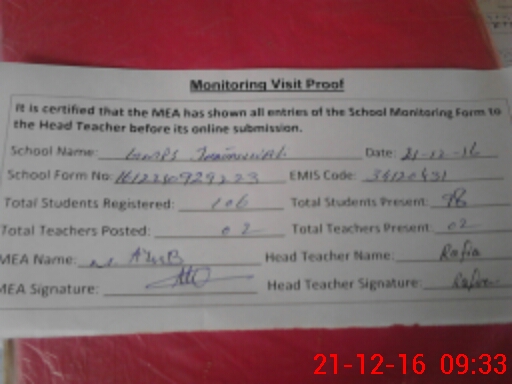 Monitoring Visit Proof
It is certified that the MEA has shown all entries of the School Monitoring Form to
the Head Teacher before its online submission.
School Name: GMPS Date: 21-12-16
School Form No: EMIS Code: 34120431
Total Students Registered: 106 Total Students Present: 98
Total Teachers Posted: 02 Total Teachers Present: 02
MEA Name: Head Teacher Name: Rafia
MEA Signature: Head Teacher Signature:
21-12-16 09:33